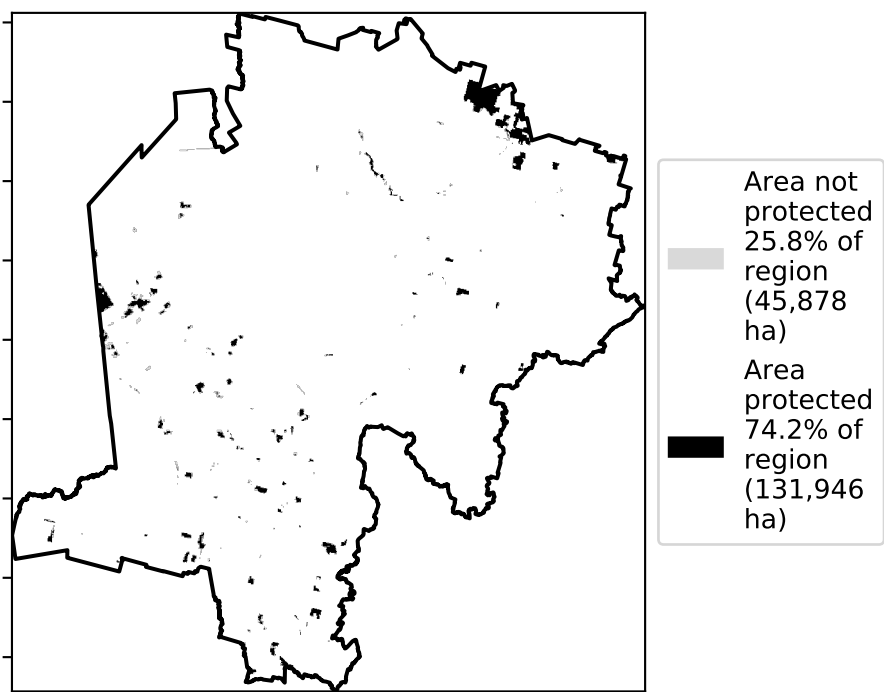 Area not
protected
25.8% of
region
(45,878
ha)
Area
protected
74.2% of
region
(131,946
ha)